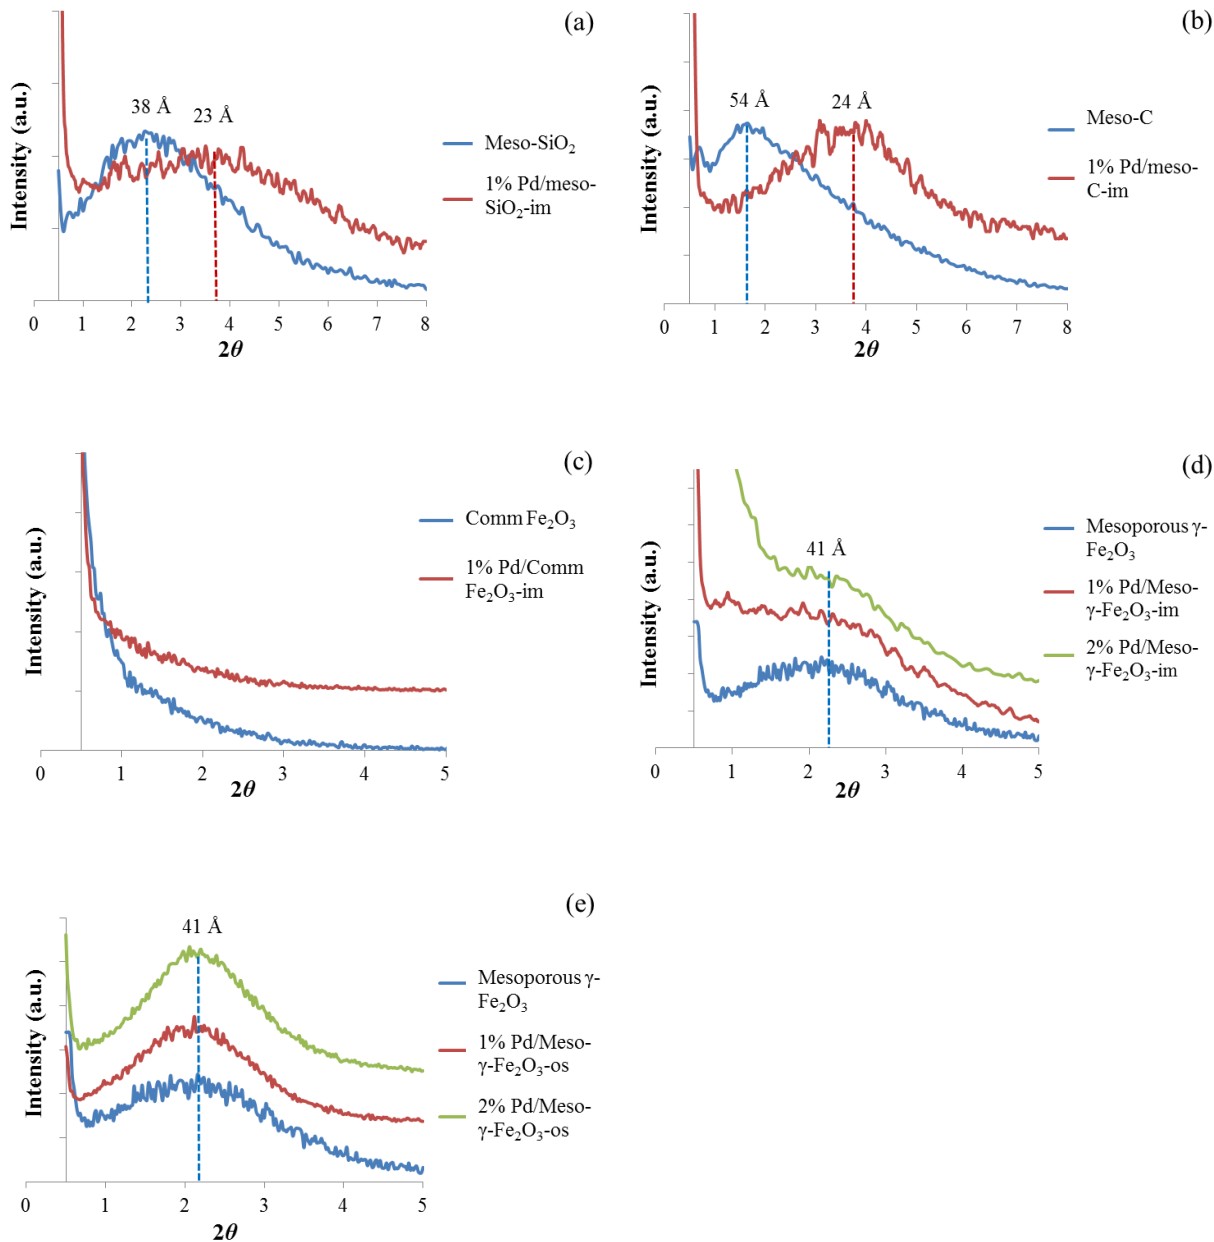 (a)
Intensity (a.u.)
38 Å
23 Å
Meso-SiO₂
1% Pd/meso-
SiO₂-im
0 1 2 3 4 5 6 7 8
2θ
(b)
Intensity (a.u.)
54 Å
24 Å
Meso-C
1% Pd/meso-
C-im
0 1 2 3 4 5 6 7 8
2θ
(c)
Intensity (a.u.)
Comm Fe₂O₃
1% Pd/Comm
Fe₂O₃-im
0 1 2 3 4 5
2θ
(d)
Intensity (a.u.)
41 Å
Mesoporous γ-
Fe₂O₃
1% Pd/Meso-
γ-Fe₂O₃-im
2% Pd/Meso-
γ-Fe₂O₃-im
0 1 2 3 4 5
2θ
(e)
Intensity (a.u.)
41 Å
Mesoporous γ-
Fe₂O₃
1% Pd/Meso-
γ-Fe₂O₃-os
2% Pd/Meso-
γ-Fe₂O₃-os
0 1 2 3 4 5
2θ